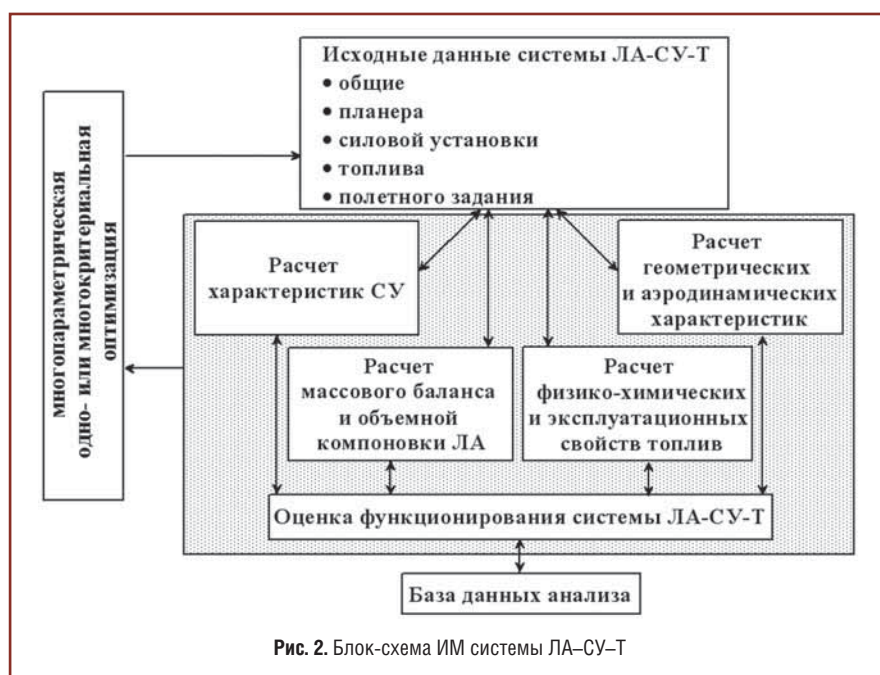 Исходные данные системы ЛА-СУ-Т
• общие
• планера
• силовой установки
• топлива
• полетного задания
многопараметрическая
одно- или многокритериальная
оптимизация
Расчет
характеристик СУ
Расчет
геометрических
и аэродинамических
характеристик
Расчет
массового баланса
и объемной
компоновки ЛА
Расчет
физико-химических
и эксплуатационных
свойств топлив
Оценка функционирования системы ЛА-СУ-Т
База данных анализа
Рис. 2. Блок-схема ИМ системы ЛА–СУ–Т